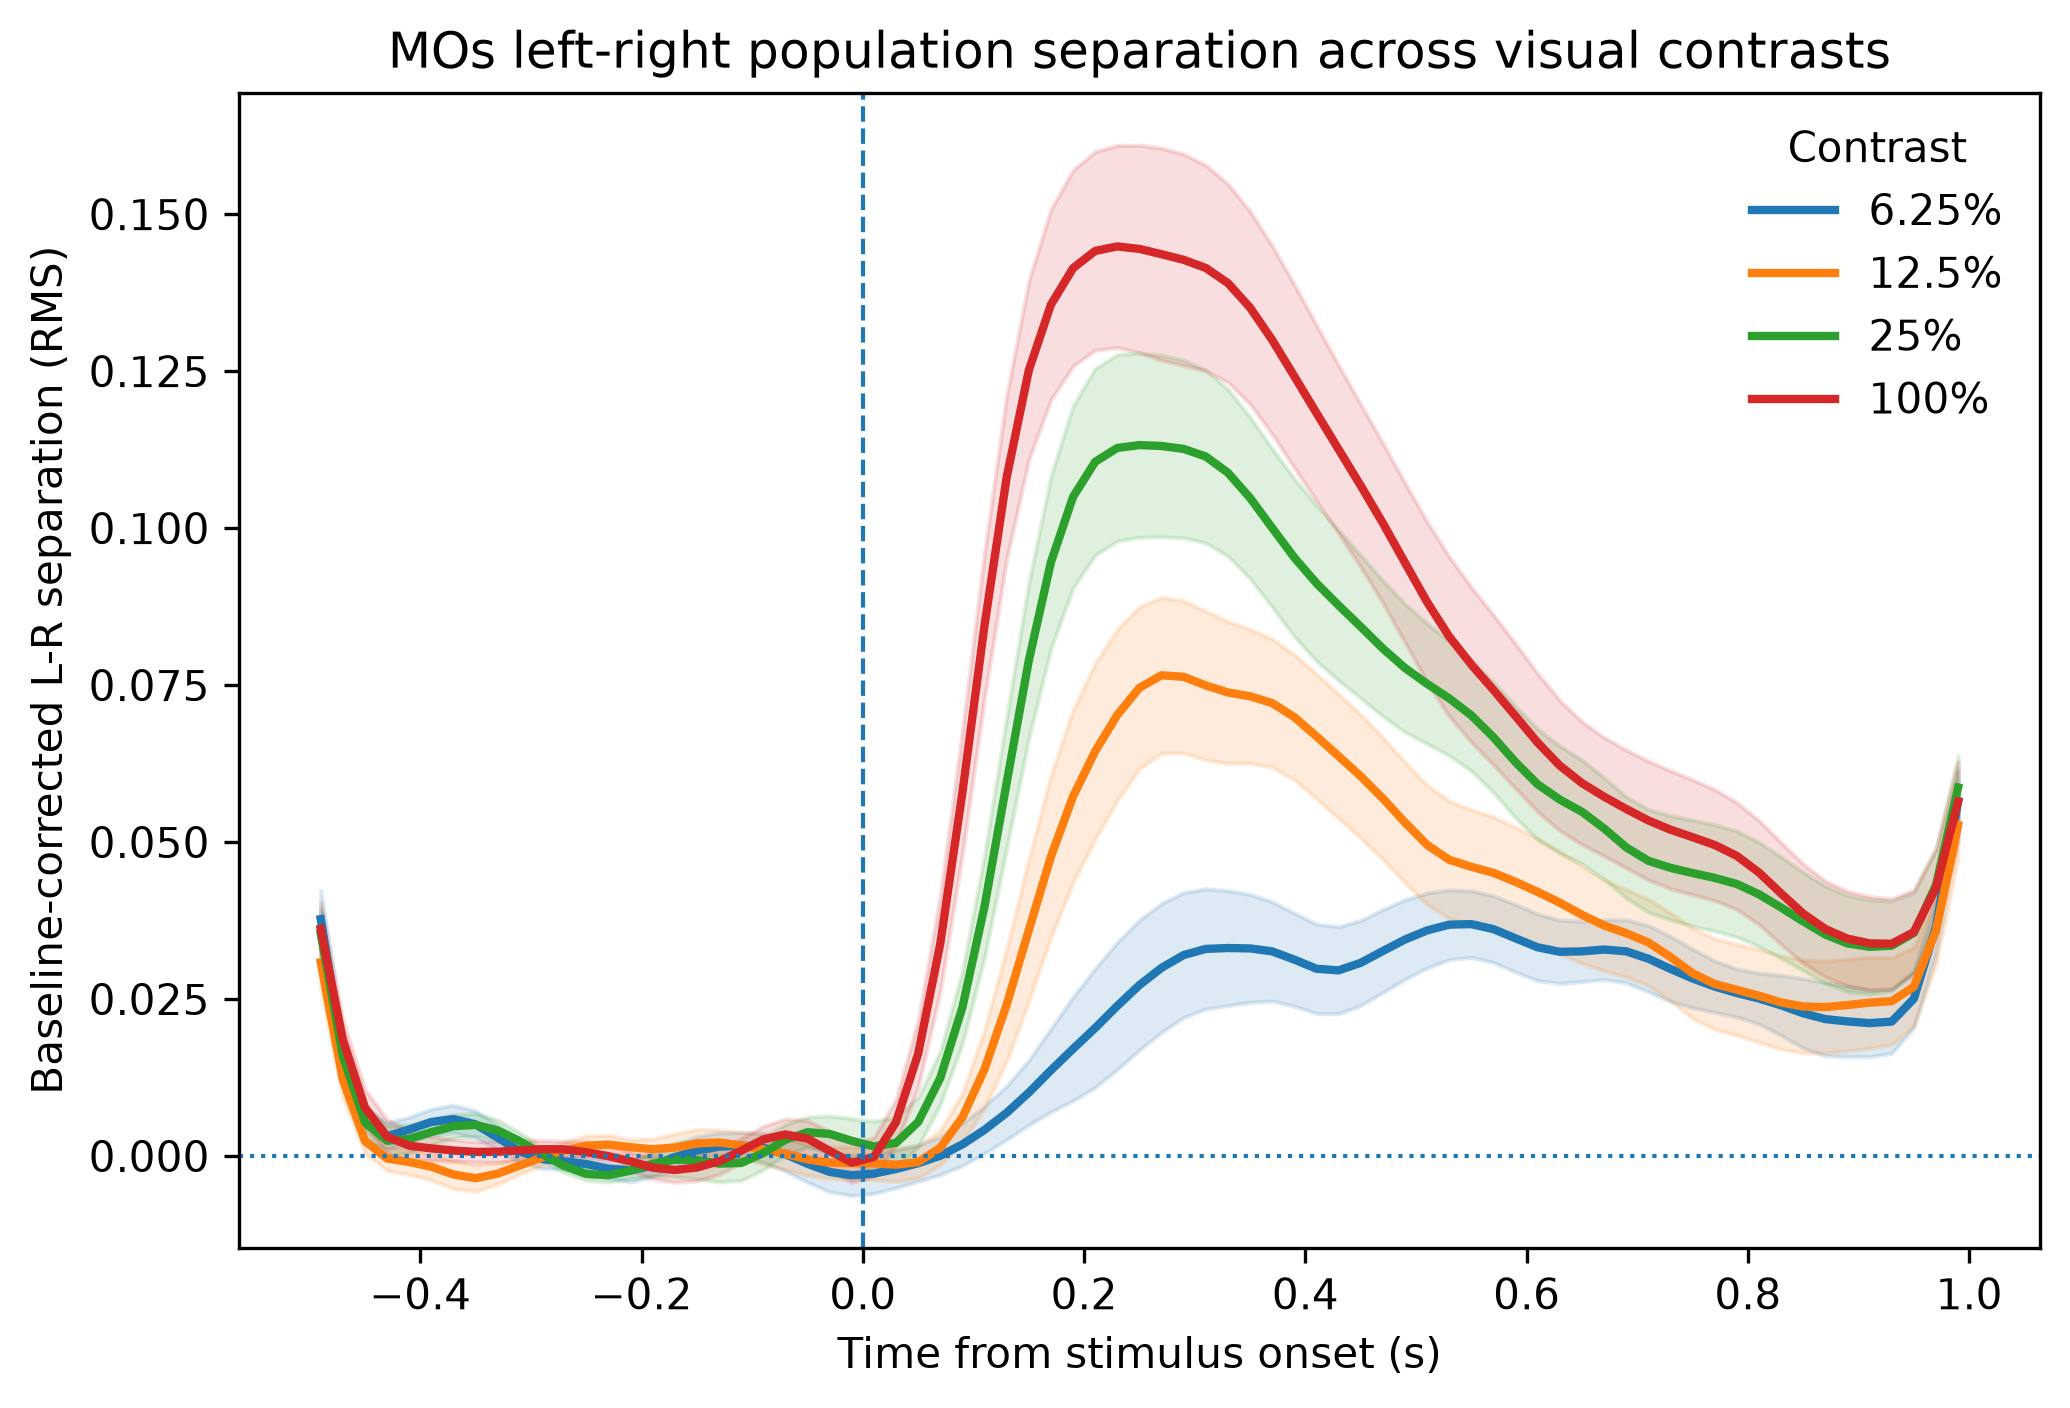 MOs left-right population separation across visual contrasts
Baseline-corrected L-R separation (RMS)
0.150
0.125
0.100
0.075
0.050
0.025
0.000
Contrast
6.25%
12.5%
25%
100%
−0.4 −0.2 0.0 0.2 0.4 0.6 0.8 1.0
Time from stimulus onset (s)